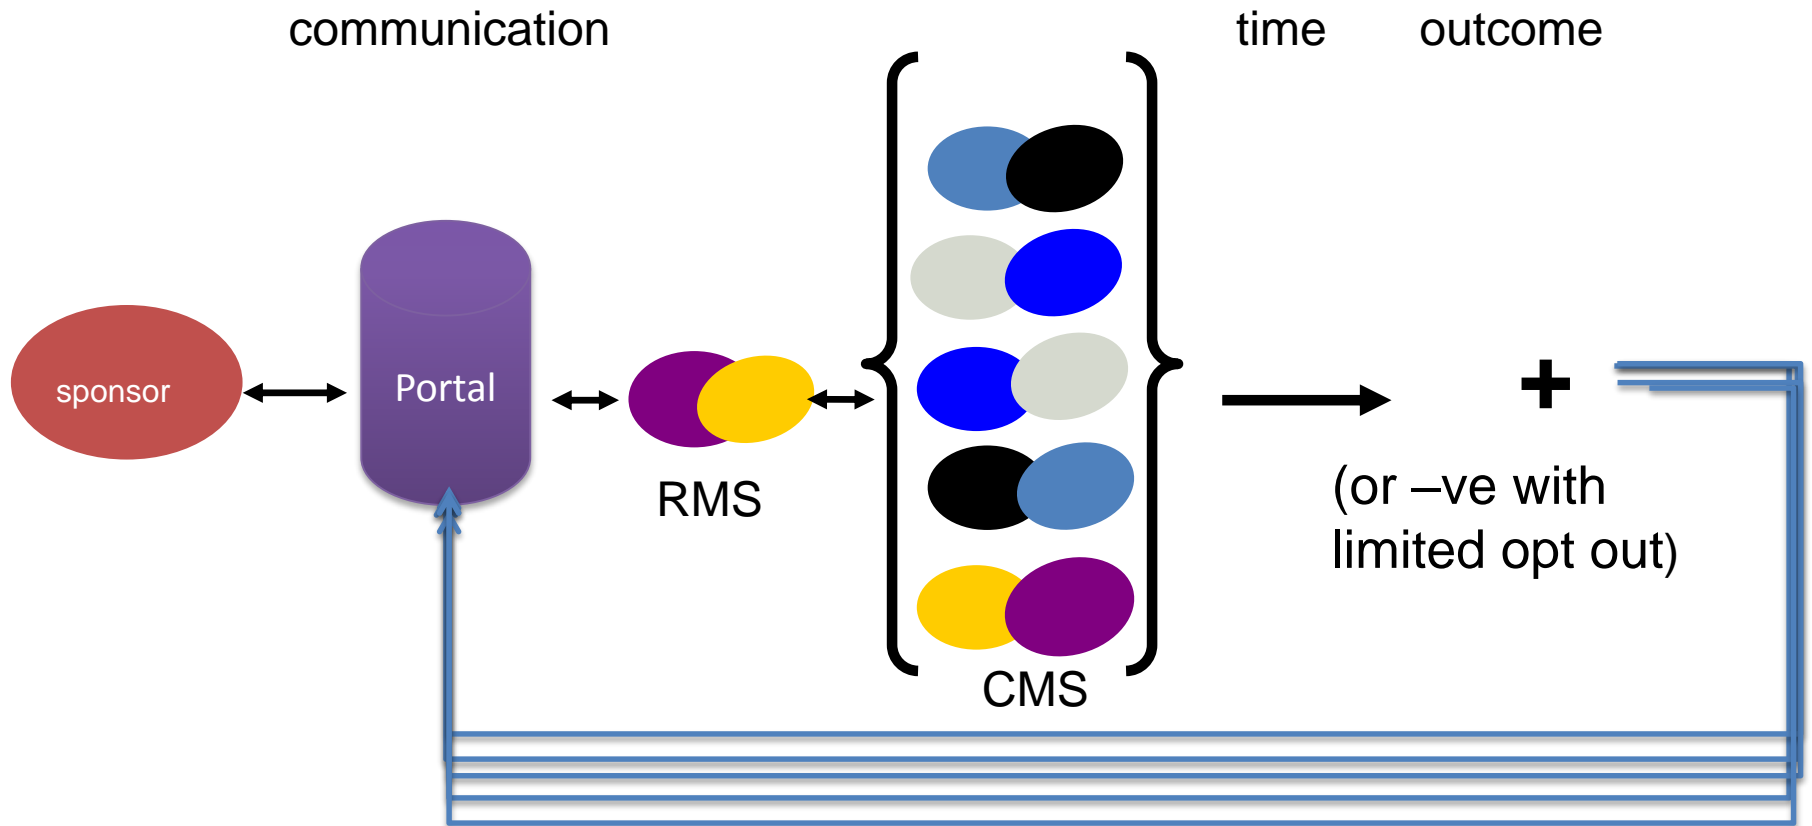 communication
time
outcome
sponsor
Portal
RMS
CMS
+
(or –ve with
limited opt out)